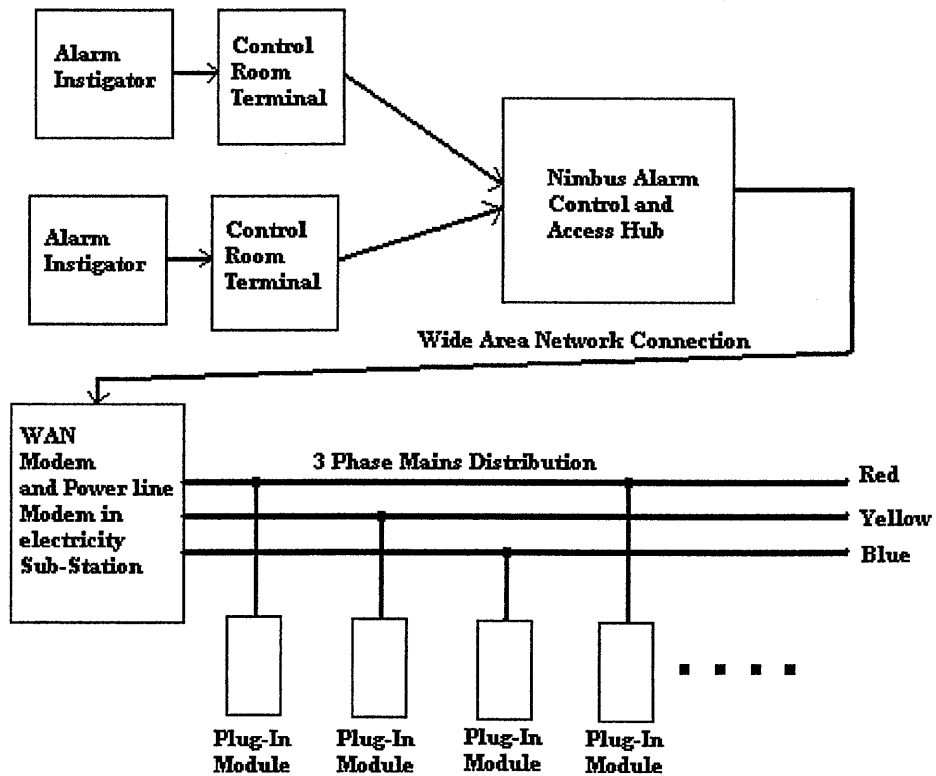 Alarm
Instigator
Control
Room
Terminal
Nimbus Alarm
Control and
Access Hub
Alarm
Instigator
Control
Room
Terminal
Wide Area Network Connection
WAN
Modem
and Power line
Modem in
electricity
Sub-Station
3 Phase Mains Distribution
Red
Yellow
Blue
Plug-In
Module
Plug-In
Module
Plug-In
Module
Plug-In
Module